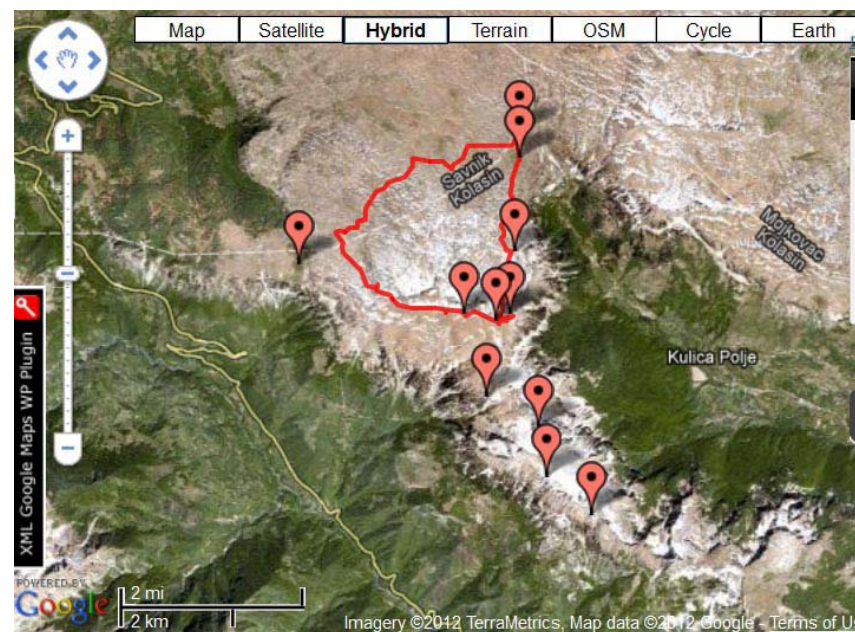 Map Satellite Hybrid Terrain OSM Cycle Earth
Savnik
Kolasin
Mojkovac
Kolasin
Kulica Polje
XML Google Maps WP Plugin
POWERED BY
Google
2 mi
2 km
Imagery ©2012 TerraMetrics, Map data ©2012 Google - Terms of U